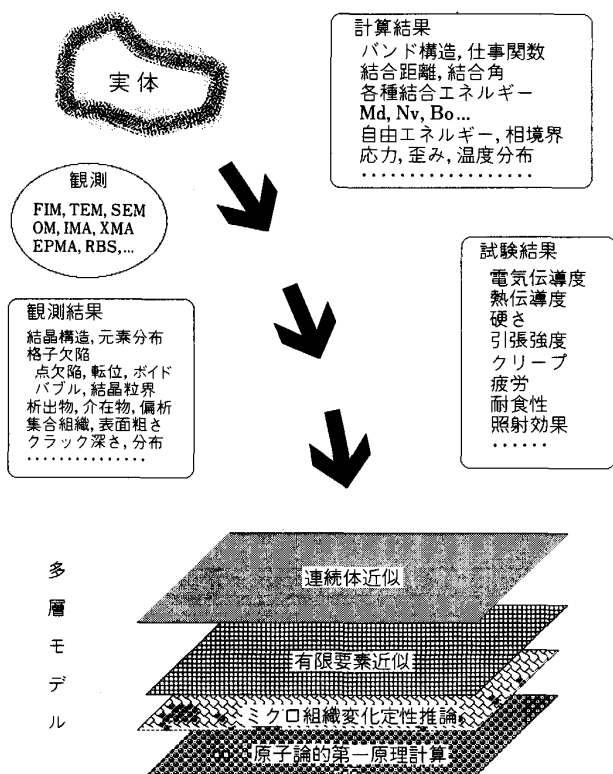 実体
観測
FIM, TEM, SEM
OM, IMA, XMA
EPMA, RBS,...
観測結果
結晶構造, 元素分布
格子欠陥
点欠陥, 転位, ボイド
バブル, 結晶粒界
析出物, 介在物, 偏析
集合組織, 表面粗さ
クラック深さ, 分布
...............
計算結果
バンド構造, 仕事関数
結合距離, 結合角
各種結合エネルギー
Md, Nv, Bo...
自由エネルギー, 相境界
応力, 歪み, 温度分布
..................
試験結果
電気伝導度
熱伝導度
硬さ
引張強度
クリープ
疲労
耐食性
照射効果
......
多層モデル
連続体近似
有限要素近似
ミクロ組織変化定性推論
原子論的第一原理計算